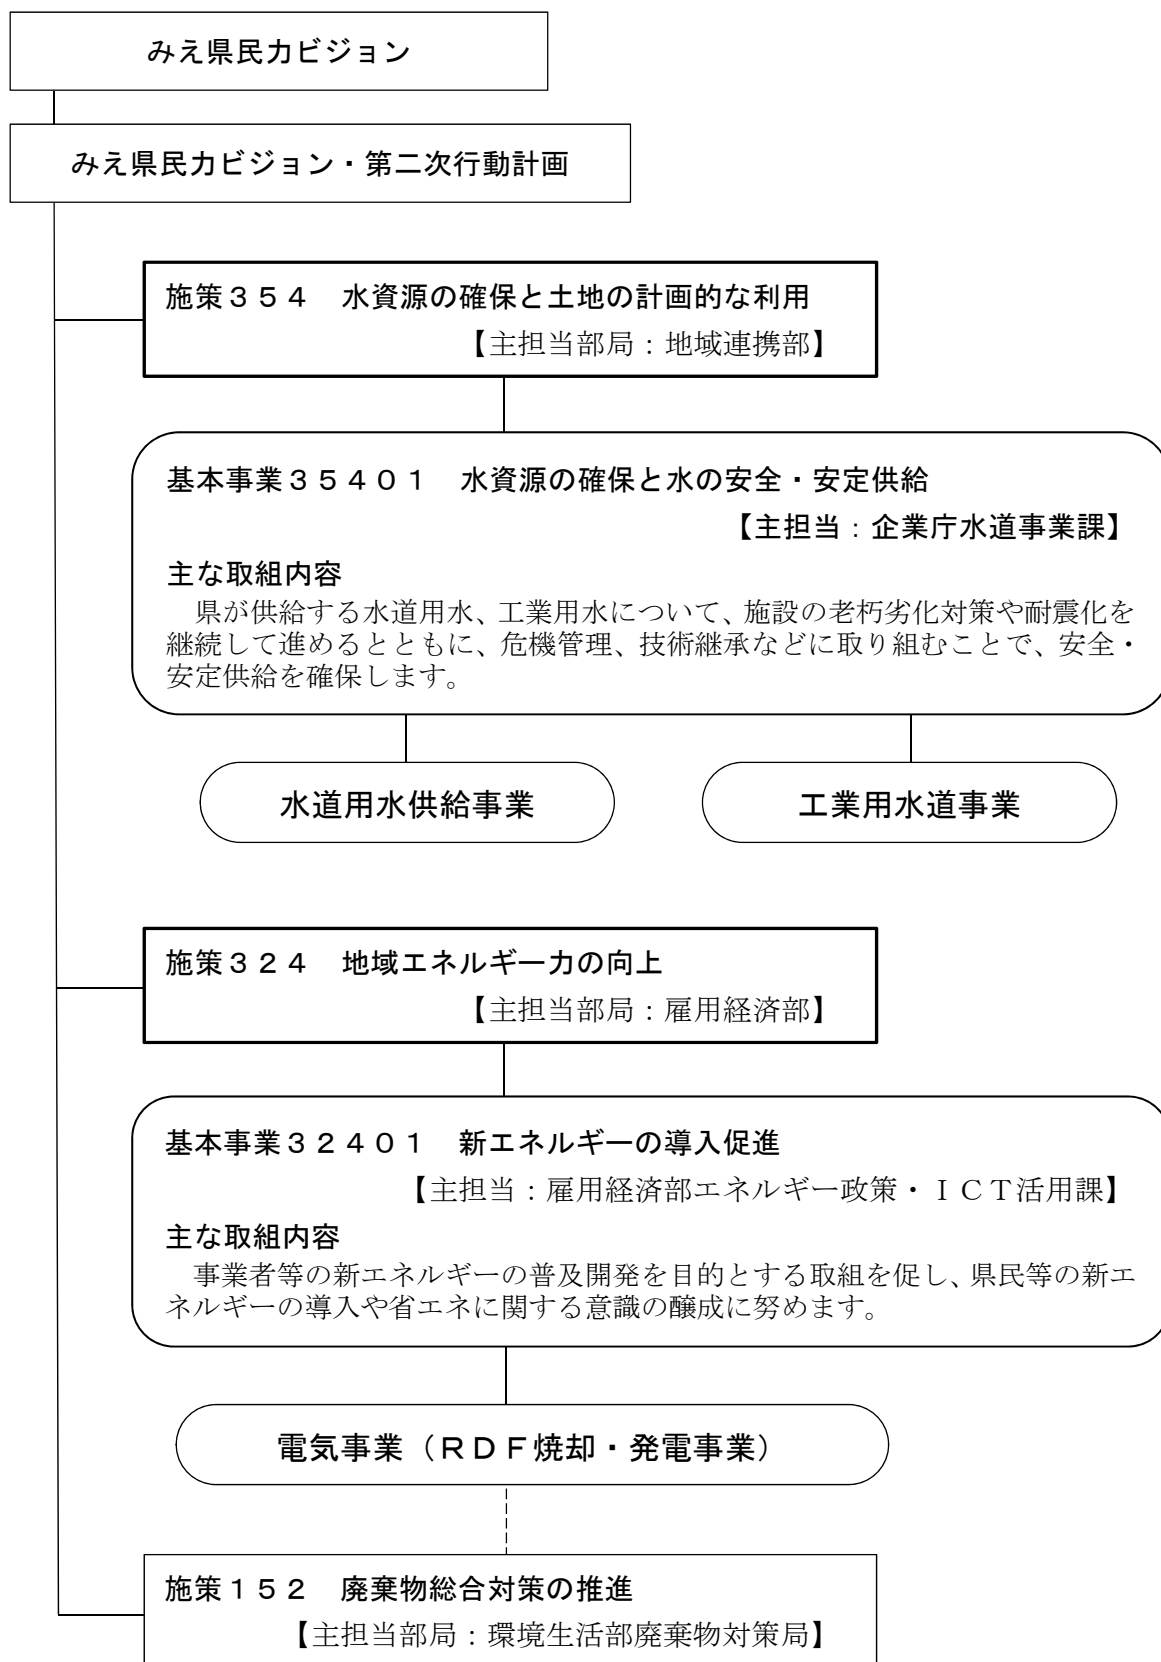 みえ県民力ビジョン
みえ県民力ビジョン・第二次行動計画
施策３５４　水資源の確保と土地の計画的な利用
【主担当部局：地域連携部】
基本事業３５４０１　水資源の確保と水の安全・安定供給
【主担当：企業庁水道事業課】
主な取組内容
県が供給する水道用水、工業用水について、施設の老朽劣化対策や耐震化を
継続して進めるとともに、危機管理、技術継承などに取り組むことで、安全・
安定供給を確保します。
水道用水供給事業　工業用水道事業
施策３２４　地域エネルギー力の向上
【主担当部局：雇用経済部】
基本事業３２４０１　新エネルギーの導入促進
【主担当：雇用経済部エネルギー政策・ＩＣＴ活用課】
主な取組内容
事業者等の新エネルギーの普及開発を目的とする取組を促し、県民等の新エ
ネルギーの導入や省エネに関する意識の醸成に努めます。
電気事業（ＲＤＦ焼却・発電事業）
施策１５２　廃棄物総合対策の推進
【主担当部局：環境生活部廃棄物対策局】